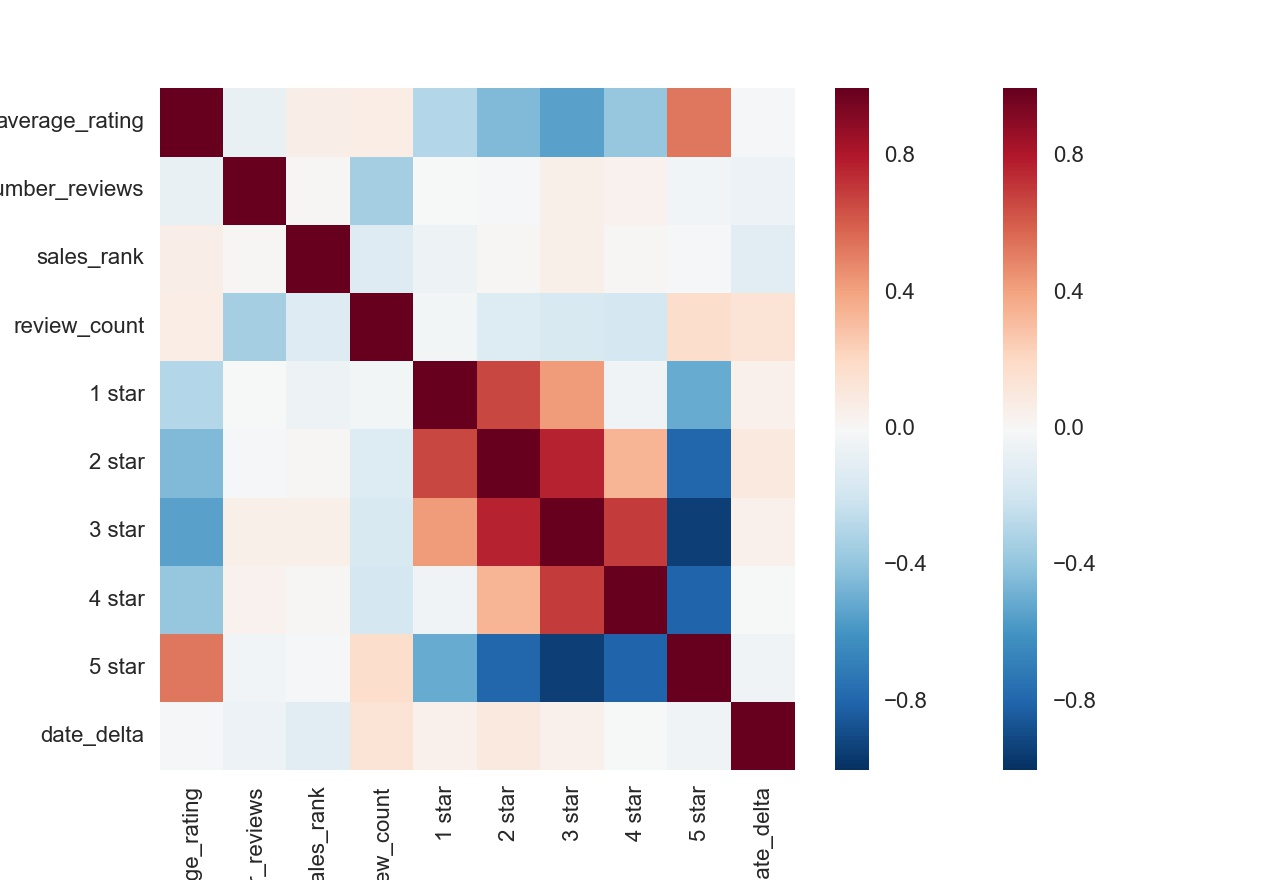 average_rating
umber_reviews
sales_rank
review_count
1 star
2 star
3 star
4 star
5 star
date_delta
ge_rating
r_reviews
ales_rank
ew_count
1 star
2 star
3 star
4 star
5 star
ate_delta
0.8
0.4
0.0
−0.4
−0.8
0.8
0.4
0.0
−0.4
−0.8